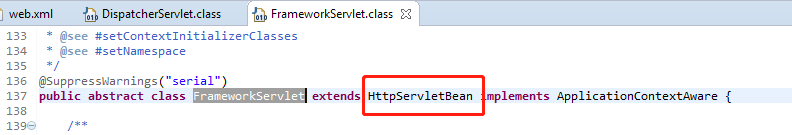 web.xml DispatcherServlet.class FrameworkServlet.class
133 * @see #setContextInitializerClasses
134 * @see #setNamespace
135 */
136 @SuppressWarnings("serial")
137 public abstract class FrameworkServlet extends HttpServletBean implements ApplicationContextAware {
138
139 /**